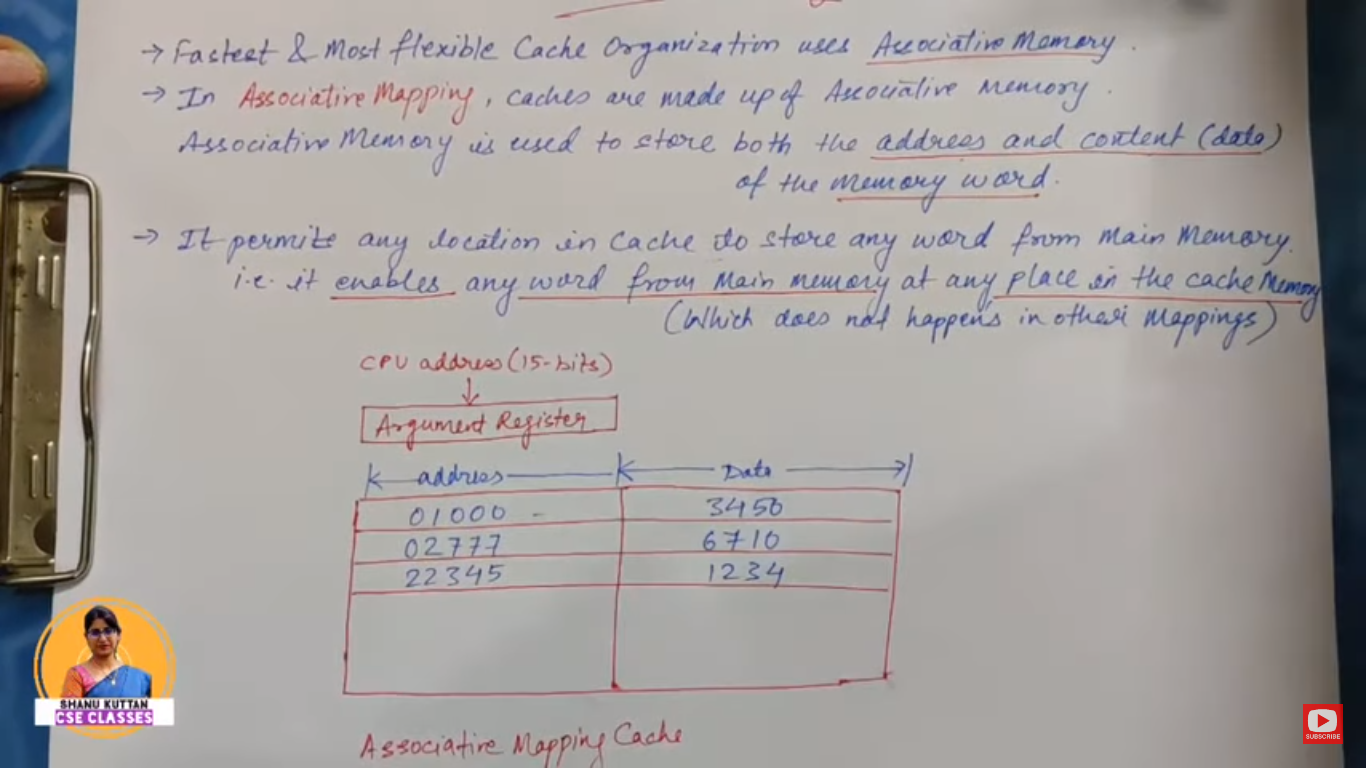 → Fastest & Most flexible Cache Organization uses Associative Memory.
→ In Associative Mapping, caches are made up of Associative Memory.
Associative Memory is used to store both the address and content (data)
of the Memory word.
→ It permits any location in Cache to store any word from Main Memory.
i.e. it enables any word from Main memory at any place in the cache Memory
(Which does not happens in other Mappings)
CPU address (15-bits)
Argument Register
address Data
01000 - 3450
02777 6710
22345 1234
Associative Mapping Cache
SHANU KUTTAN
CSE CLASSES
SUBSCRIBE